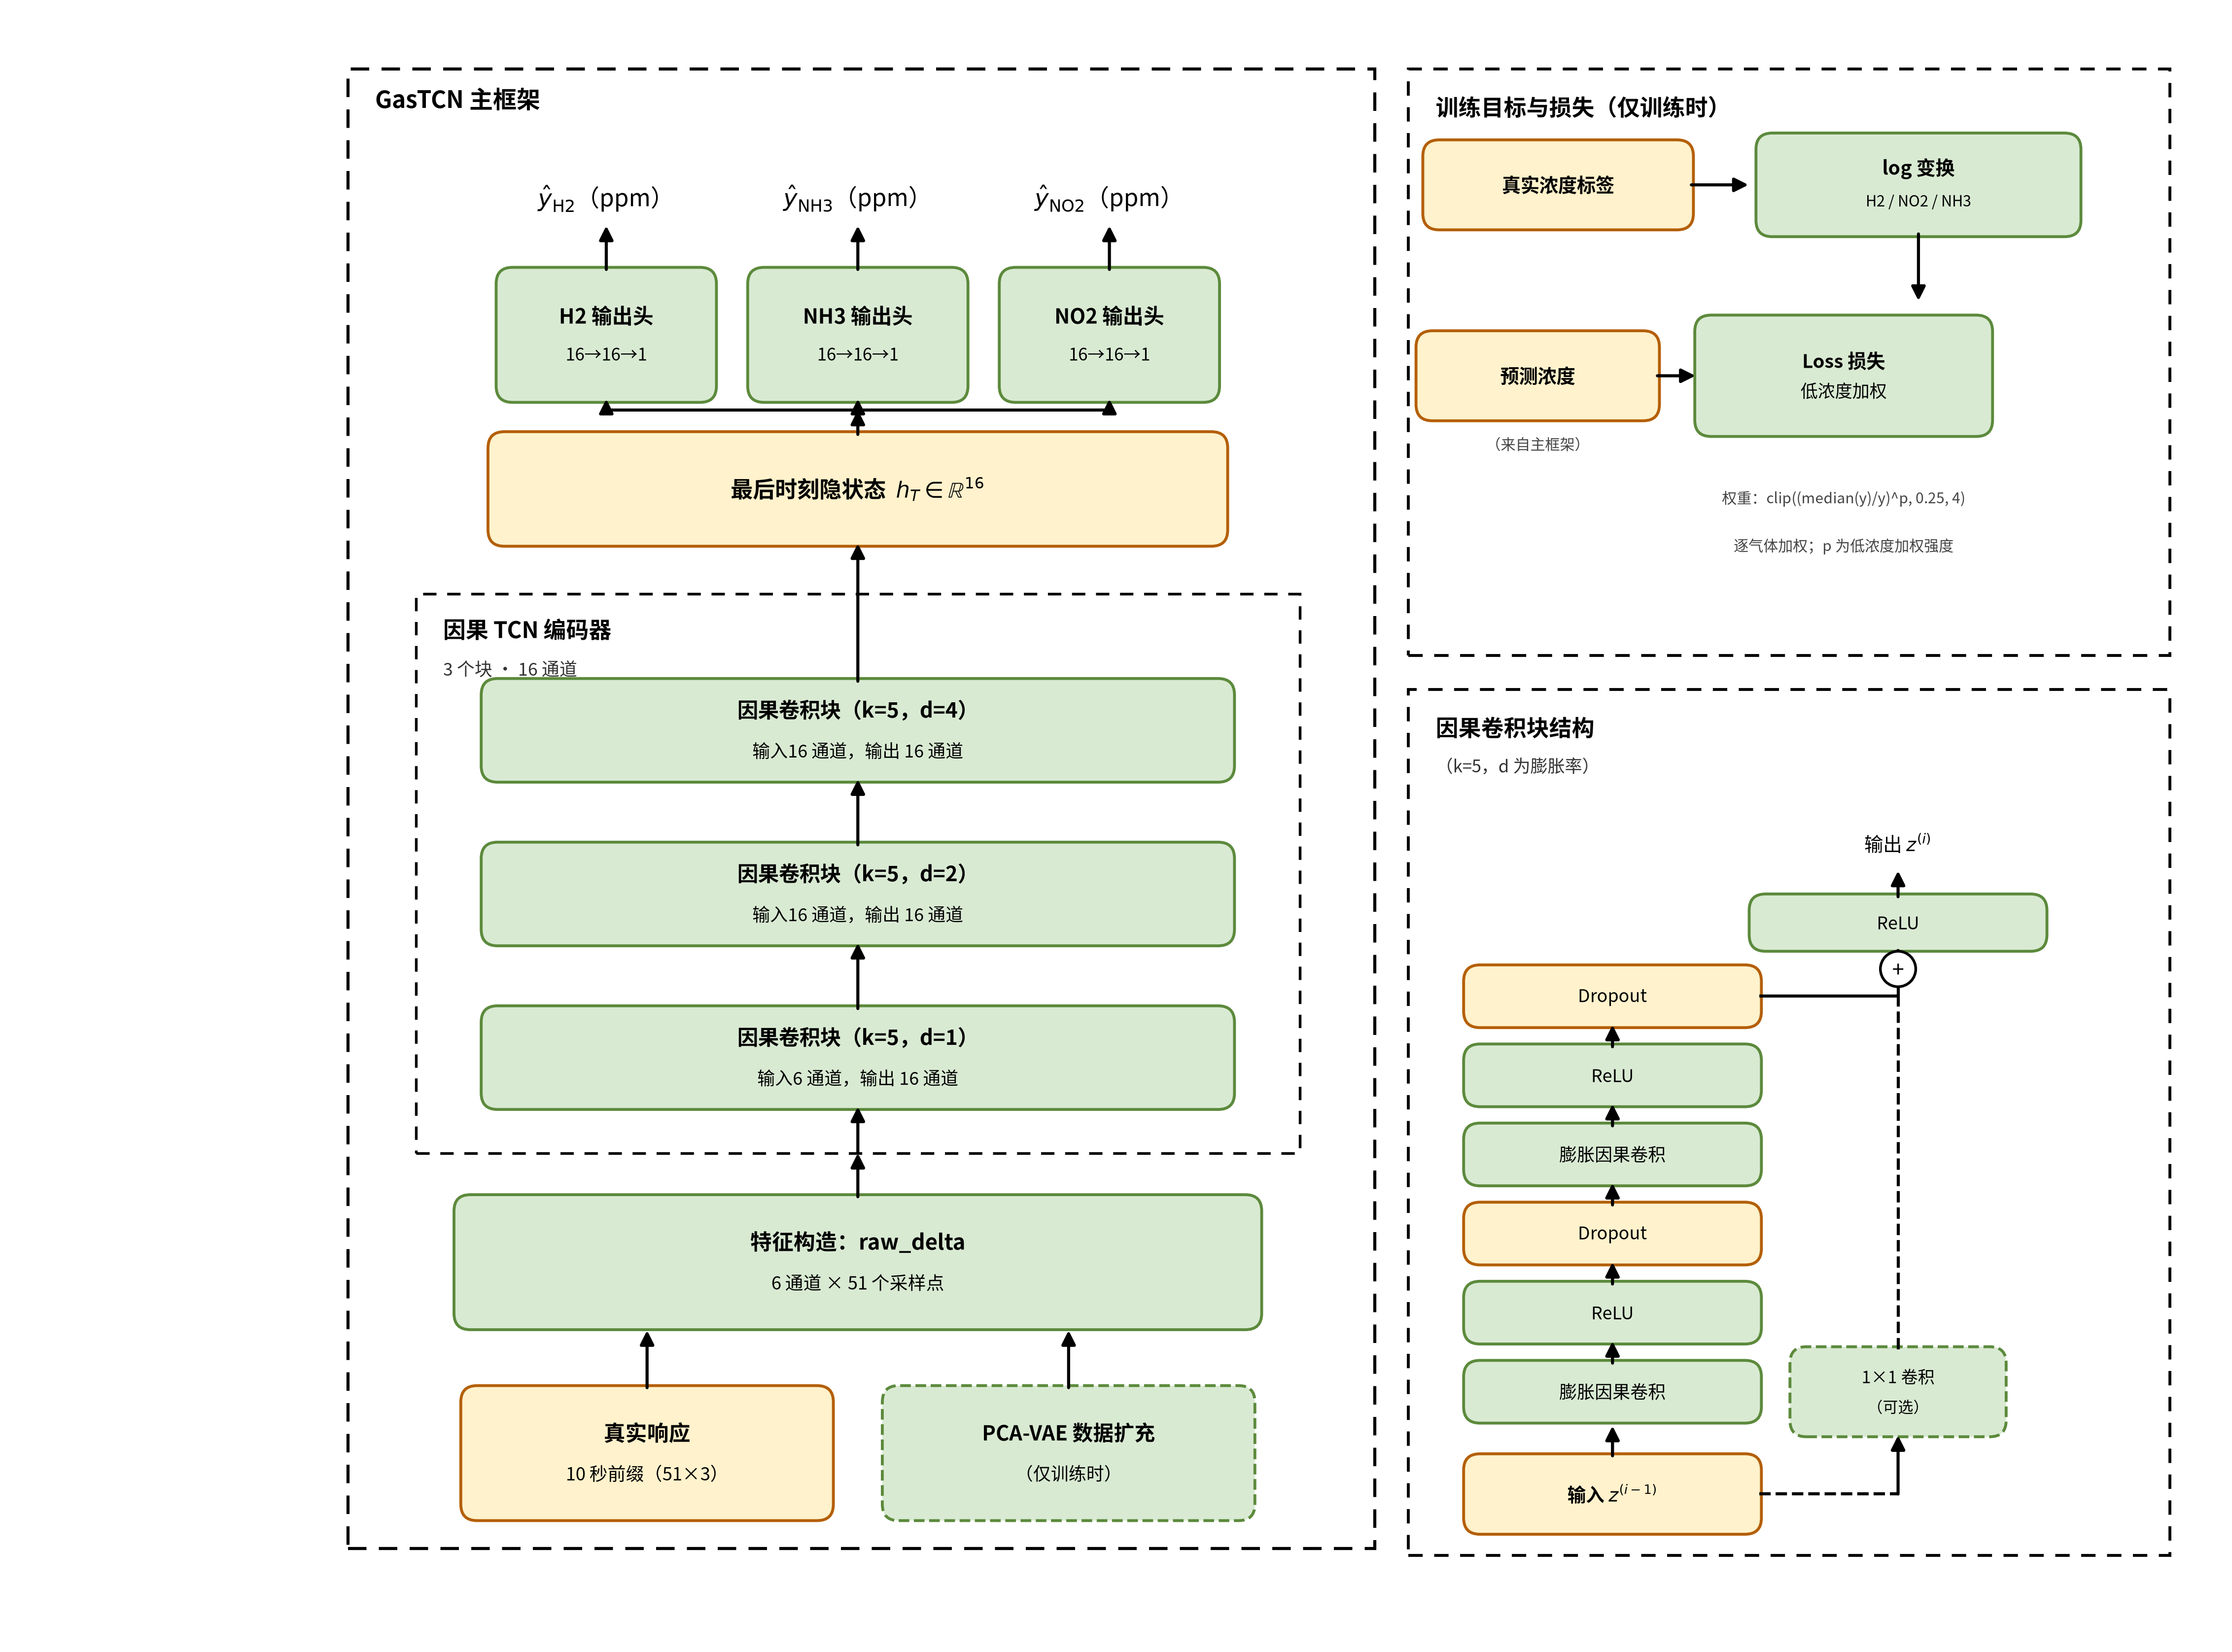 GasTCN 主框架
ŷH2（ppm）
ŷNH3（ppm）
ŷNO2（ppm）
H2 输出头
16→16→1
NH3 输出头
16→16→1
NO2 输出头
16→16→1
最后时刻隐状态 h_T ∈ ℝ^16
因果 TCN 编码器
3 个块 · 16 通道
因果卷积块（k=5，d=4）
输入16 通道，输出 16 通道
因果卷积块（k=5，d=2）
输入16 通道，输出 16 通道
因果卷积块（k=5，d=1）
输入6 通道，输出 16 通道
特征构造：raw_delta
6 通道 × 51 个采样点
真实响应
10 秒前缀（51×3）
PCA-VAE 数据扩充
（仅训练时）
训练目标与损失（仅训练时）
真实浓度标签
log 变换
H2 / NO2 / NH3
预测浓度
（来自主框架）
Loss 损失
低浓度加权
权重：clip((median(y)/y)^p, 0.25, 4)
逐气体加权；p 为低浓度加权强度
因果卷积块结构
（k=5，d 为膨胀率）
输出 z^(i)
ReLU
+
Dropout
ReLU
膨胀因果卷积
Dropout
ReLU
膨胀因果卷积
1×1 卷积
（可选）
输入 z^(i−1)